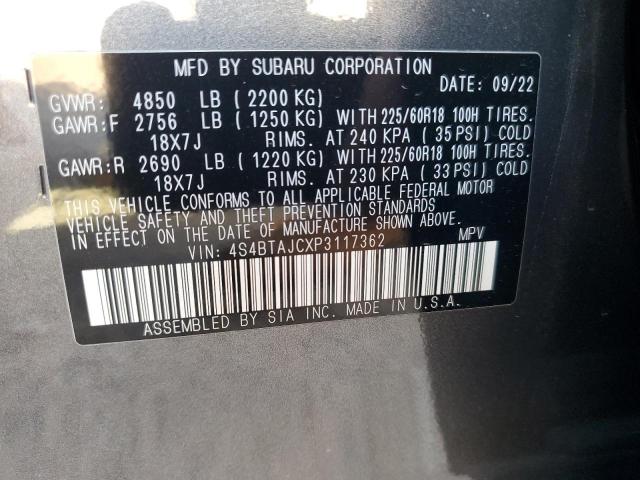 MFD BY SUBARU CORPORATION
DATE: 09/22
GVWR: 4850 LB (2200 KG)
GAWR:F 2756 LB (1250 KG) WITH 225/60R18 100H TIRES.
18X7J RIMS. AT 240 KPA (35 PSI) COLD
GAWR:R 2690 LB (1220 KG) WITH 225/60R18 100H TIRES.
18X7J RIMS. AT 230 KPA (33 PSI) COLD
THIS VEHICLE CONFORMS TO ALL APPLICABLE FEDERAL MOTOR
VEHICLE SAFETY AND THEFT PREVENTION STANDARDS
IN EFFECT ON THE DATE OF MANUFACTURE SHOWN ABOVE.
VIN: 4S4BTAJCXP3117362 MPV
ASSEMBLED BY SIA INC. MADE IN U.S.A.